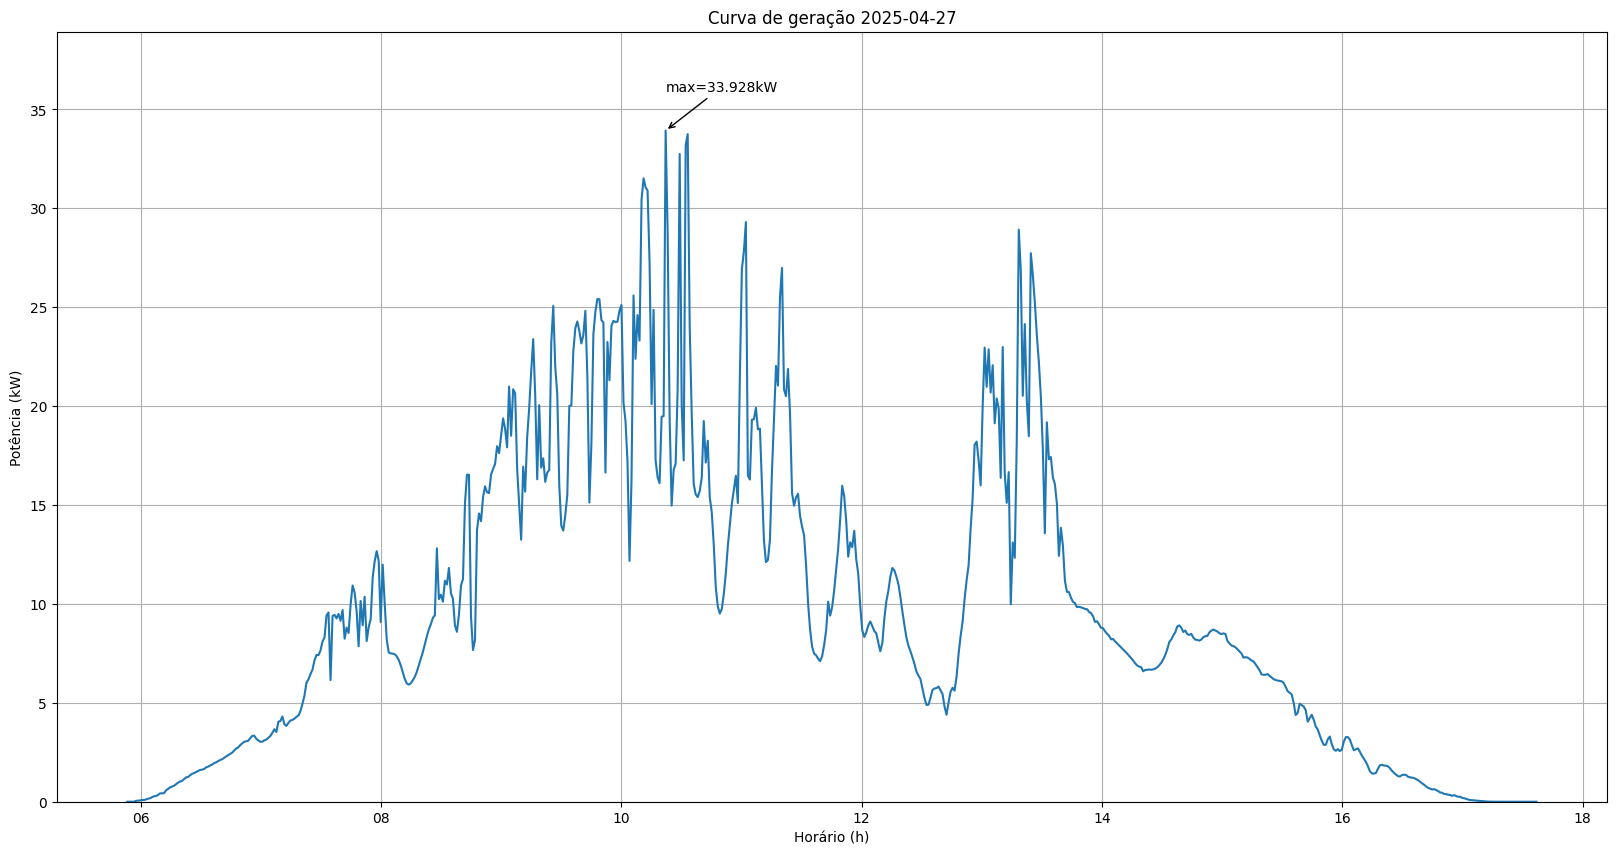 Curva de geração 2025-04-27
max=33.928kW
35
30
25
20
15
10
5
0
Potência (kW)
06 08 10 12 14 16 18
Horário (h)